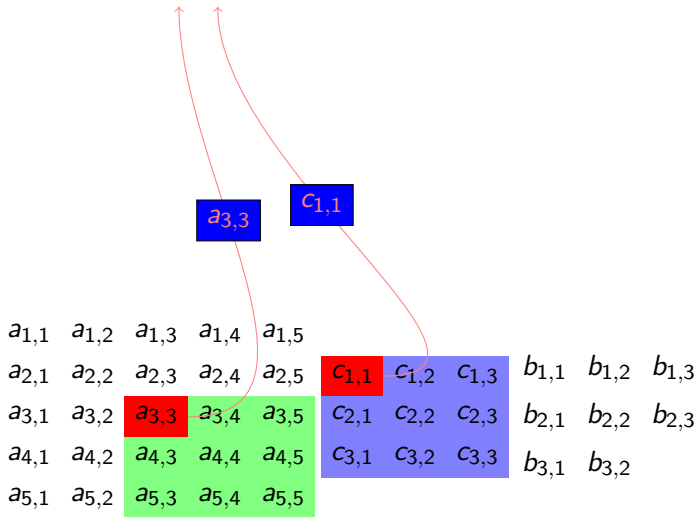 a3,3
c1,1
a1,1 a1,2 a1,3 a1,4 a1,5
a2,1 a2,2 a2,3 a2,4 a2,5
a3,1 a3,2 a3,3 a3,4 a3,5
a4,1 a4,2 a4,3 a4,4 a4,5
a5,1 a5,2 a5,3 a5,4 a5,5
c1,1 c1,2 c1,3
c2,1 c2,2 c2,3
c3,1 c3,2 c3,3
b1,1 b1,2 b1,3
b2,1 b2,2 b2,3
b3,1 b3,2